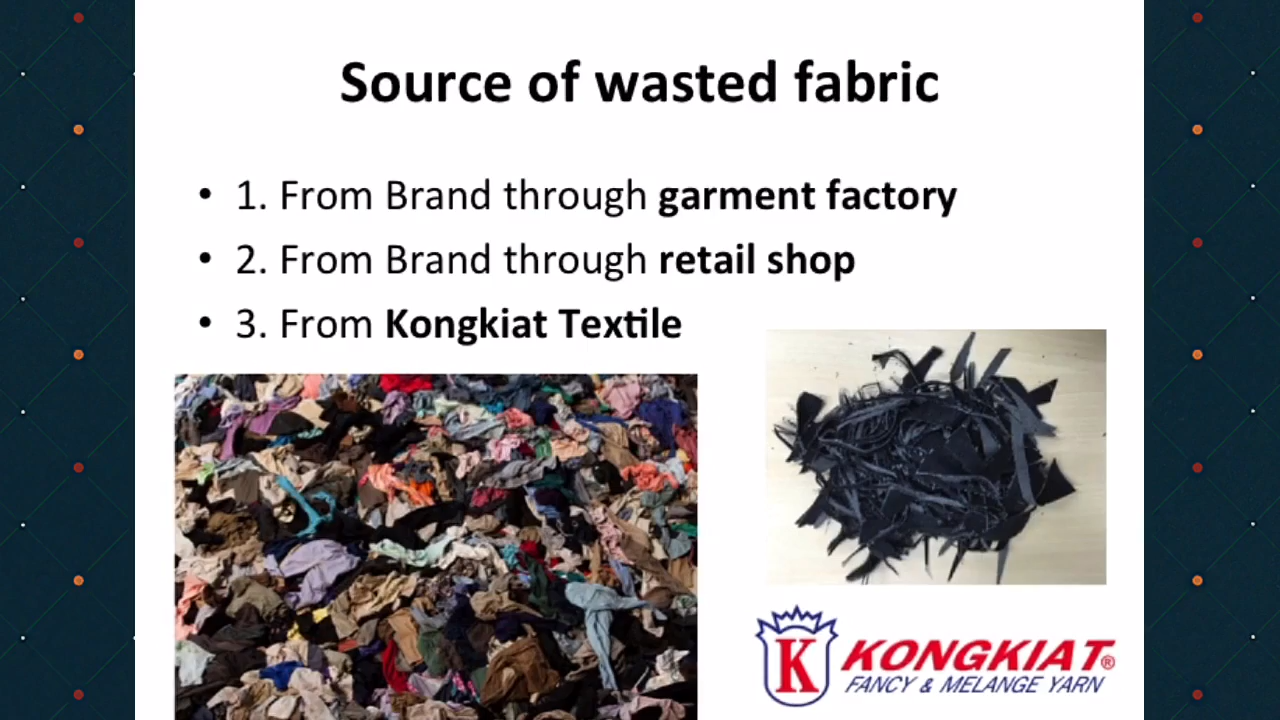 Source of wasted fabric
• 1. From Brand through garment factory
• 2. From Brand through retail shop
• 3. From Kongkiat Textile
K KONGKIAT®
FANCY & MELANGE YARN